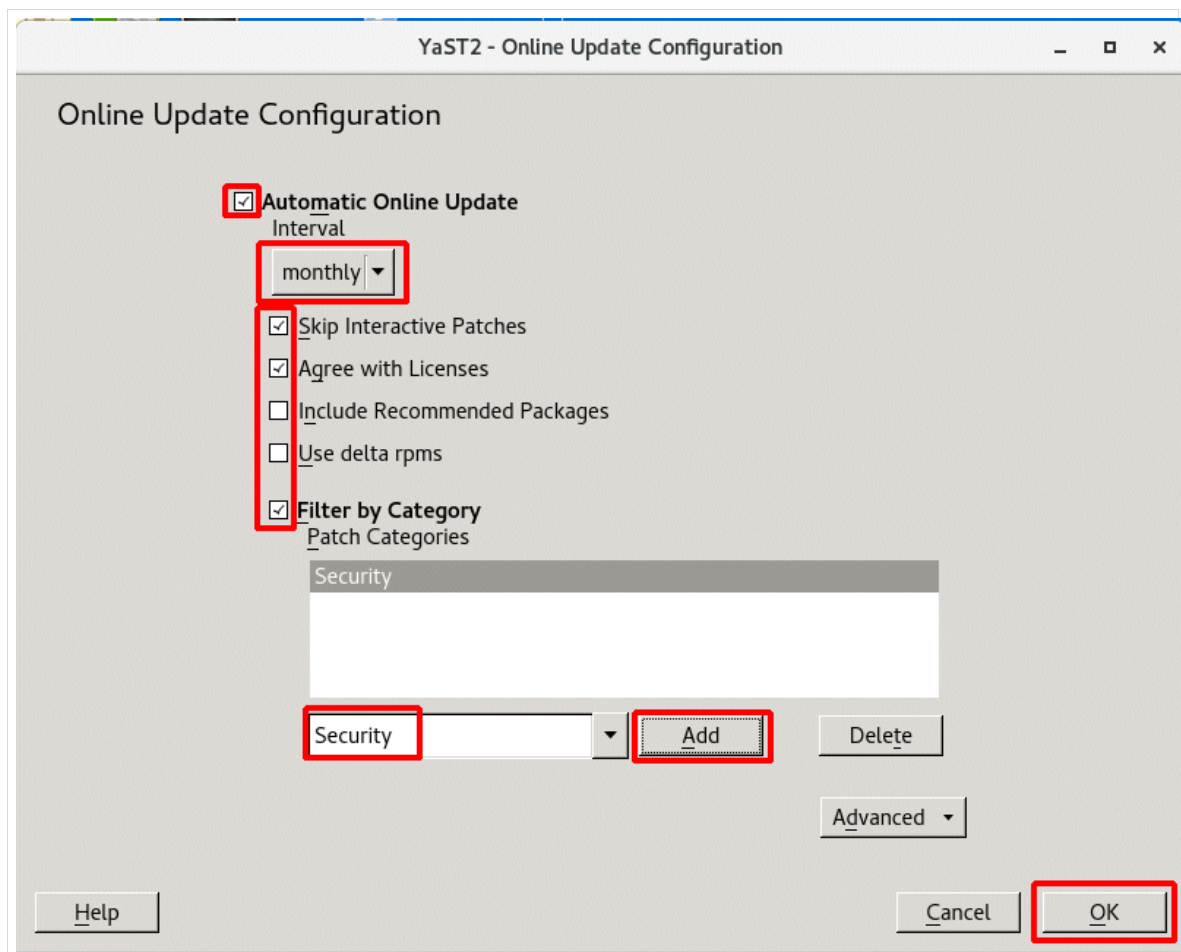 YaST2 - Online Update Configuration
Online Update Configuration
Automatic Online Update
Interval
monthly
Skip Interactive Patches
Agree with Licenses
Include Recommended Packages
Use delta rpms
Filter by Category
Patch Categories
Security
Security Add Delete
Advanced
Help Cancel OK